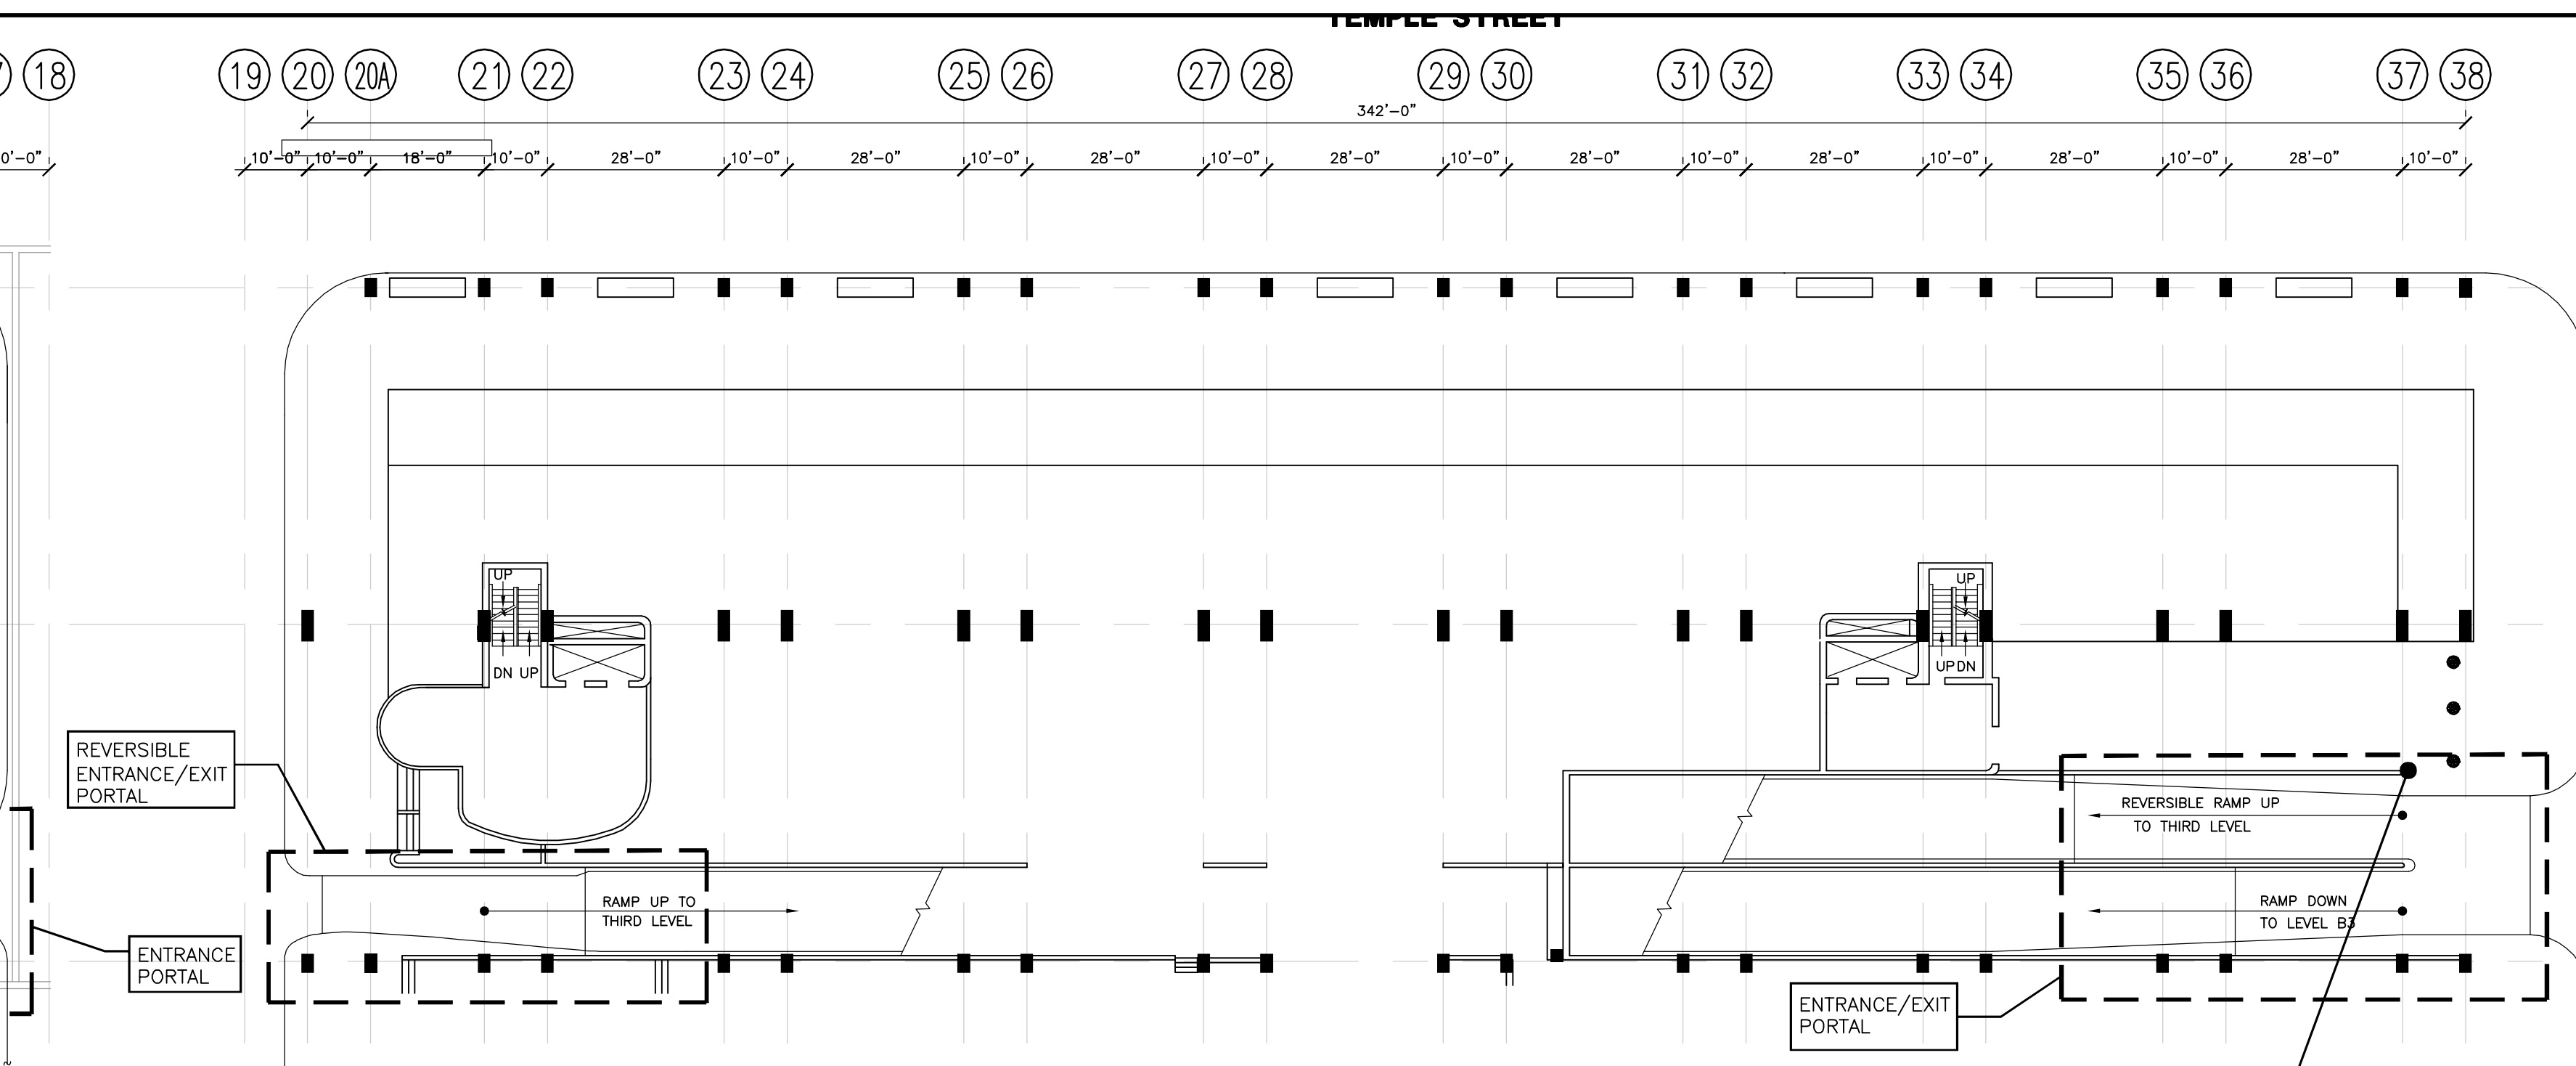 TEMPLE STREET
18 19 20 20A 21 22 23 24 25 26 27 28 29 30 31 32 33 34 35 36 37 38
342'-0"
10'-0" 10'-0" 18'-0" 10'-0" 28'-0" 10'-0" 28'-0" 10'-0" 28'-0" 10'-0" 28'-0" 10'-0" 28'-0" 10'-0" 28'-0" 10'-0" 28'-0" 10'-0" 28'-0" 10'-0"
UP
UP
DN UP
UP DN
REVERSIBLE
ENTRANCE/EXIT
PORTAL
REVERSIBLE RAMP UP
TO THIRD LEVEL
RAMP UP TO
THIRD LEVEL
RAMP DOWN
TO LEVEL B3
ENTRANCE
PORTAL
ENTRANCE/EXIT
PORTAL